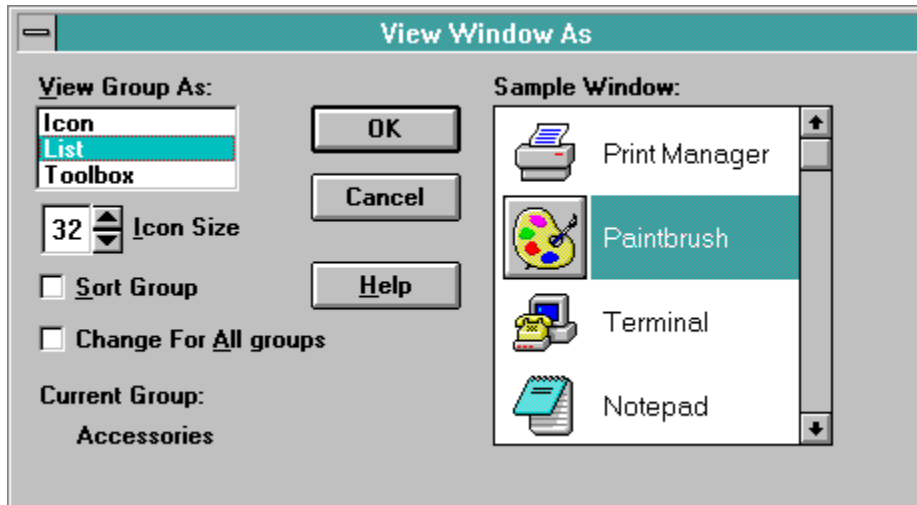 View Window As
View Group As:
Icon
List
Toolbox
32 Icon Size
Sort Group
Change For All groups
Current Group:
Accessories
OK
Cancel
Help
Sample Window:
Print Manager
Paintbrush
Terminal
Notepad